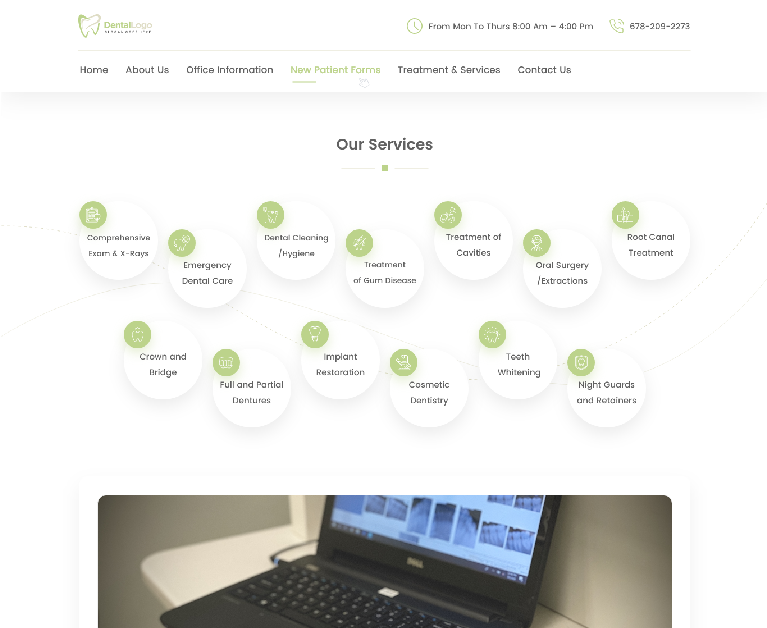 DentalLogo
From Mon To Thurs 8:00 Am – 4:00 Pm
678-209-2273
Home
About Us
Office Information
New Patient Forms
Treatment & Services
Contact Us
Our Services
Comprehensive
Exam & X-Rays
Emergency
Dental Care
Dental Cleaning
/Hygiene
Treatment
of Gum Disease
Treatment of
Cavities
Oral Surgery
/Extractions
Root Canal
Treatment
Crown and
Bridge
Full and Partial
Dentures
Implant
Restoration
Cosmetic
Dentistry
Teeth
Whitening
Night Guards
and Retainers
DELL